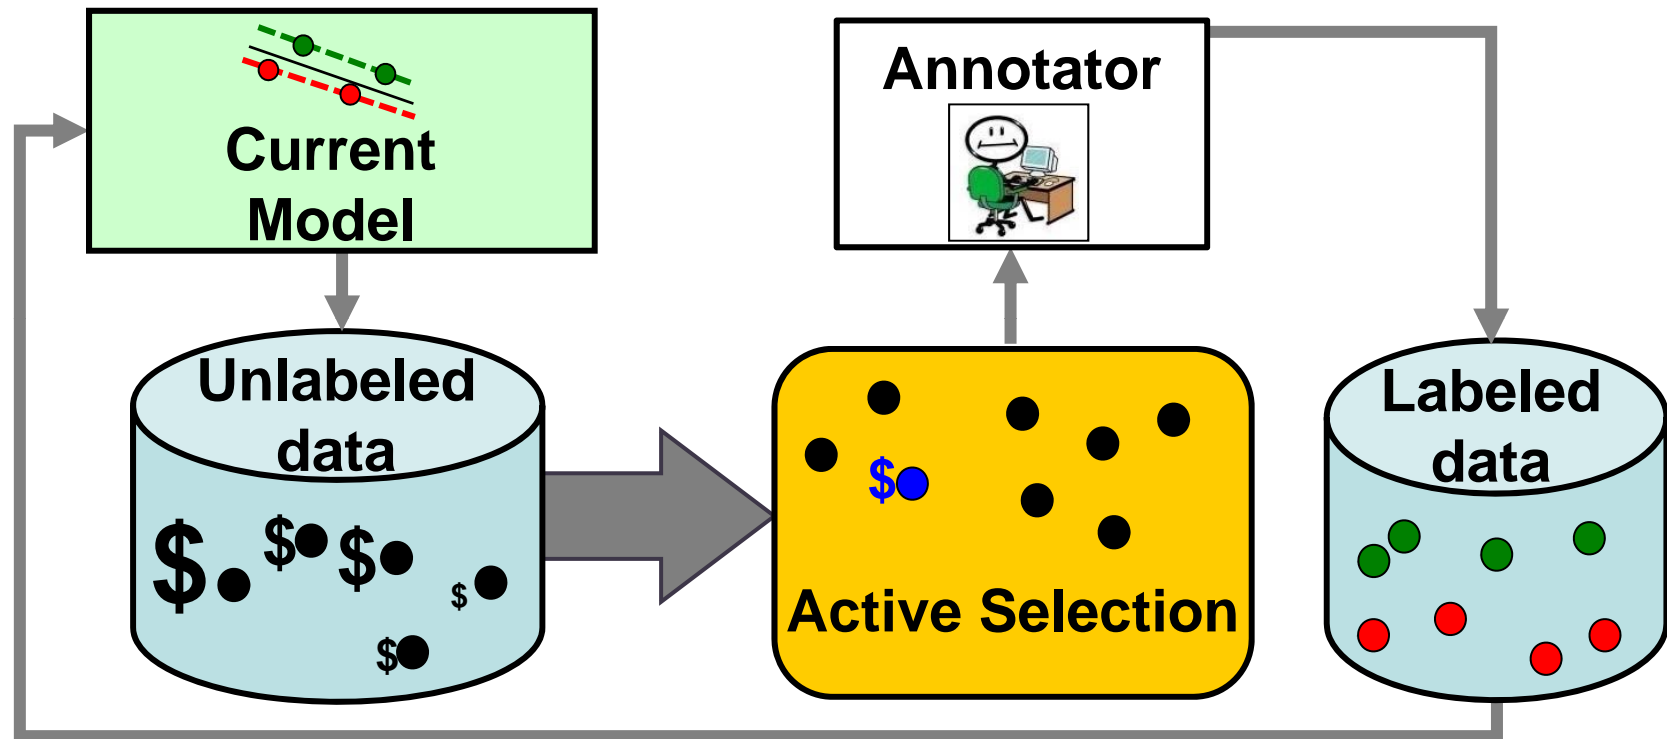 Current
Model
Annotator
Unlabeled
data
$
$
$
$
$
$
Active Selection
Labeled
data